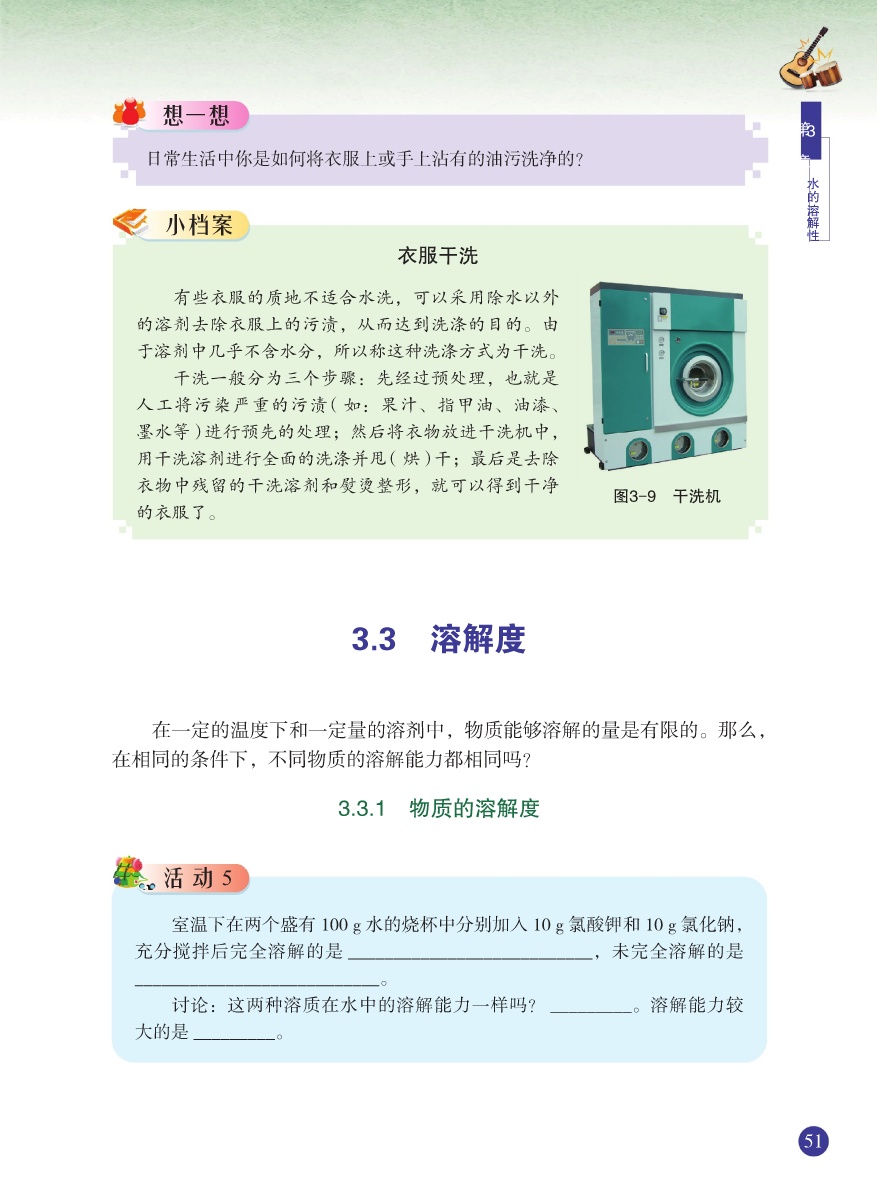 想一想
日常生活中你是如何将衣服上或手上沾有的油污洗净的？
第3章
水的溶解性
小档案
衣服干洗
有些衣服的质地不适合水洗，可以采用除水以外
的溶剂去除衣服上的污渍，从而达到洗涤的目的。由
于溶剂中几乎不含水分，所以称这种洗涤方式为干洗。
干洗一般分为三个步骤：先经过预处理，也就是
人工将污染严重的污渍（如：果汁、指甲油、油漆、
墨水等）进行预先的处理；然后将衣物放进干洗机中，
用干洗溶剂进行全面的洗涤并甩（烘）干；最后是去除
衣物中残留的干洗溶剂和熨烫整形，就可以得到干净
的衣服了。
图3-9　干洗机
3.3　溶解度
在一定的温度下和一定量的溶剂中，物质能够溶解的量是有限的。那么，
在相同的条件下，不同物质的溶解能力都相同吗？
3.3.1　物质的溶解度
活 动 5
室温下在两个盛有 100 g 水的烧杯中分别加入 10 g 氯酸钾和 10 g 氯化钠，
充分搅拌后完全溶解的是 ___________________________，未完全溶解的是
___________________________。
讨论：这两种溶质在水中的溶解能力一样吗？ _________。溶解能力较
大的是 _________。
51